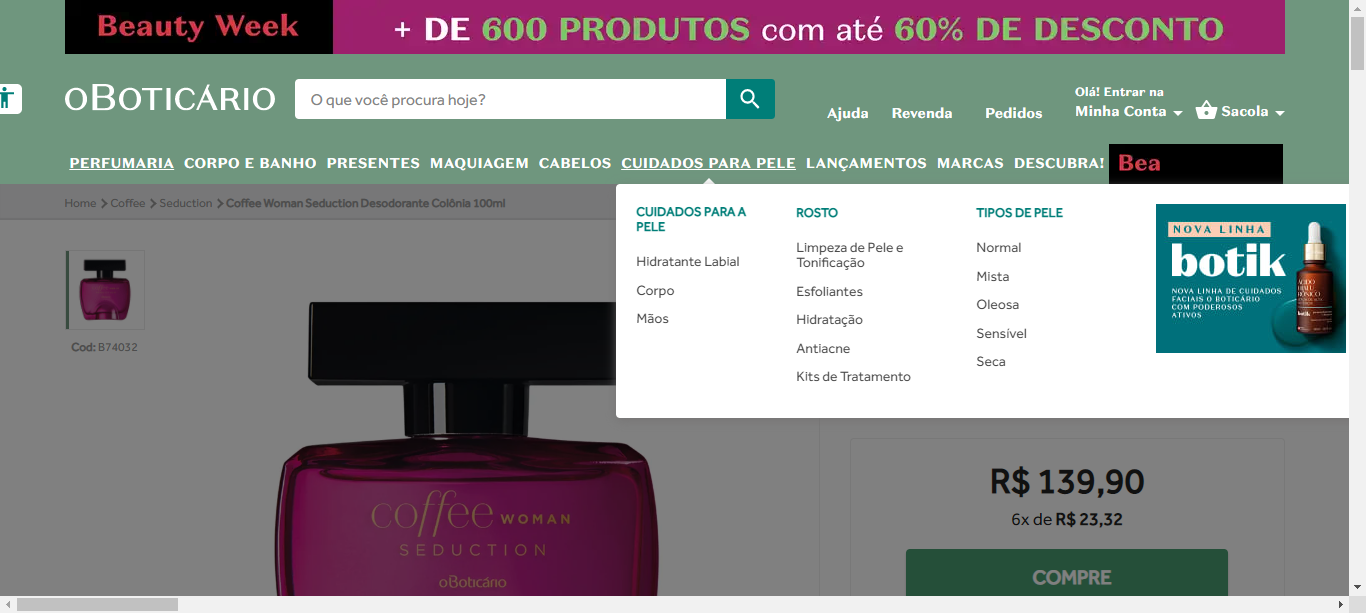 Beauty Week
+ DE 600 PRODUTOS com até 60% DE DESCONTO
oBOTICÁRIO
O que você procura hoje?
Ajuda
Revenda
Pedidos
Olá! Entrar na
Minha Conta
Sacola
PERFUMARIA CORPO E BANHO PRESENTES MAQUIAGEM CABELOS CUIDADOS PARA PELE LANÇAMENTOS MARCAS DESCUBRA! Bea
Home > Coffee > Seduction > Coffee Woman Seduction Desodorante Colônia 100ml
CUIDADOS PARA A
PELE
Hidratante Labial
Corpo
Mãos
ROSTO
Limpeza de Pele e
Tonificação
Esfoliantes
Hidratação
Antiacne
Kits de Tratamento
TIPOS DE PELE
Normal
Mista
Oleosa
Sensível
Seca
NOVA LINHA
botik
NOVA LINHA DE CUIDADOS
FACIAIS O BOTICÁRIO
COM PODEROSOS
ATIVOS
Cod: B74032
coffee WOMAN
SEDUCTION
oBoticário
R$ 139,90
6x de R$ 23,32
COMPRE